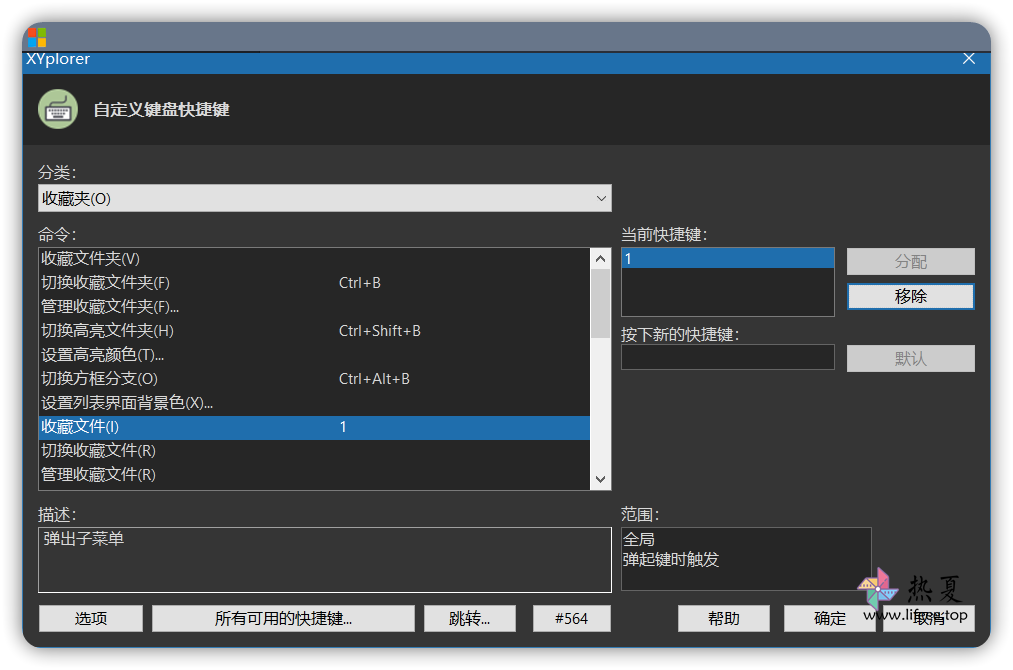 XYplorer
自定义键盘快捷键
分类：
收藏夹(O)
命令：
收藏文件夹(V)
切换收藏文件夹(F) Ctrl+B
管理收藏文件夹(F)...
切换高亮文件夹(H) Ctrl+Shift+B
设置高亮颜色(T)...
切换方框分支(O) Ctrl+Alt+B
设置列表界面背景色(X)...
收藏文件(I) 1
切换收藏文件(R)
管理收藏文件(R)
当前快捷键：
1
分配
移除
按下新的快捷键：
默认
描述：
弹出子菜单
范围：
全局
弹起键时触发
选项 所有可用的快捷键... 跳转... #564 帮助 确定 取消
热夏